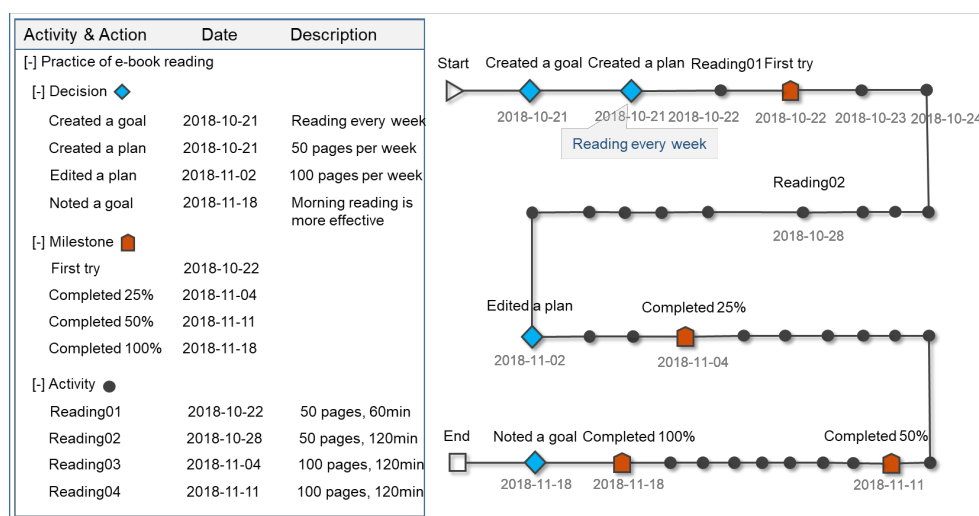 Activity & Action Date Description
[-] Practice of e-book reading
[-] Decision
Created a goal 2018-10-21 Reading every week
Created a plan 2018-10-21 50 pages per week
Edited a plan 2018-11-02 100 pages per week
Noted a goal 2018-11-18 Morning reading is
more effective
[-] Milestone
First try 2018-10-22
Completed 25% 2018-11-04
Completed 50% 2018-11-11
Completed 100% 2018-11-18
[-] Activity
Reading01 2018-10-22 50 pages, 60min
Reading02 2018-10-28 50 pages, 120min
Reading03 2018-11-04 100 pages, 120min
Reading04 2018-11-11 100 pages, 120min
Start Created a goal Created a plan Reading01 First try
2018-10-21 2018-10-21 2018-10-22 2018-10-22 2018-10-23 2018-10-24
Reading every week
Reading02
2018-10-28
Edited a plan Completed 25%
2018-11-02 2018-11-04
End Noted a goal Completed 100% Completed 50%
2018-11-18 2018-11-18 2018-11-11